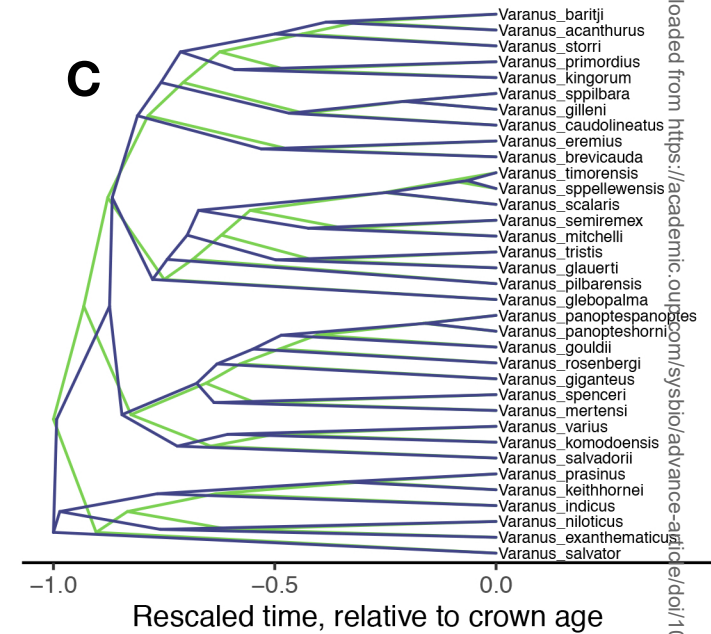 C
Varanus_baritji
Varanus_acanthurus
Varanus_storri
Varanus_primordius
Varanus_kingorum
Varanus_sppilbara
Varanus_gilleni
Varanus_caudolineatus
Varanus_eremius
Varanus_brevicauda
Varanus_timorensis
Varanus_sppellewensis
Varanus_scalaris
Varanus_semiremex
Varanus_mitchelli
Varanus_tristis
Varanus_glauerti
Varanus_pilbarensis
Varanus_glebopalma
Varanus_panoptespanoptes
Varanus_panopteshorni
Varanus_gouldii
Varanus_rosenbergi
Varanus_giganteus
Varanus_spenceri
Varanus_mertensi
Varanus_varius
Varanus_komodoensis
Varanus_salvadorii
Varanus_prasinus
Varanus_keithhornei
Varanus_indicus
Varanus_niloticus
Varanus_exanthematicus
Varanus_salvator
−1.0 −0.5 0.0
Rescaled time, relative to crown age
loaded from https://academic.oup.com/sysbio/advance-article/doi/10